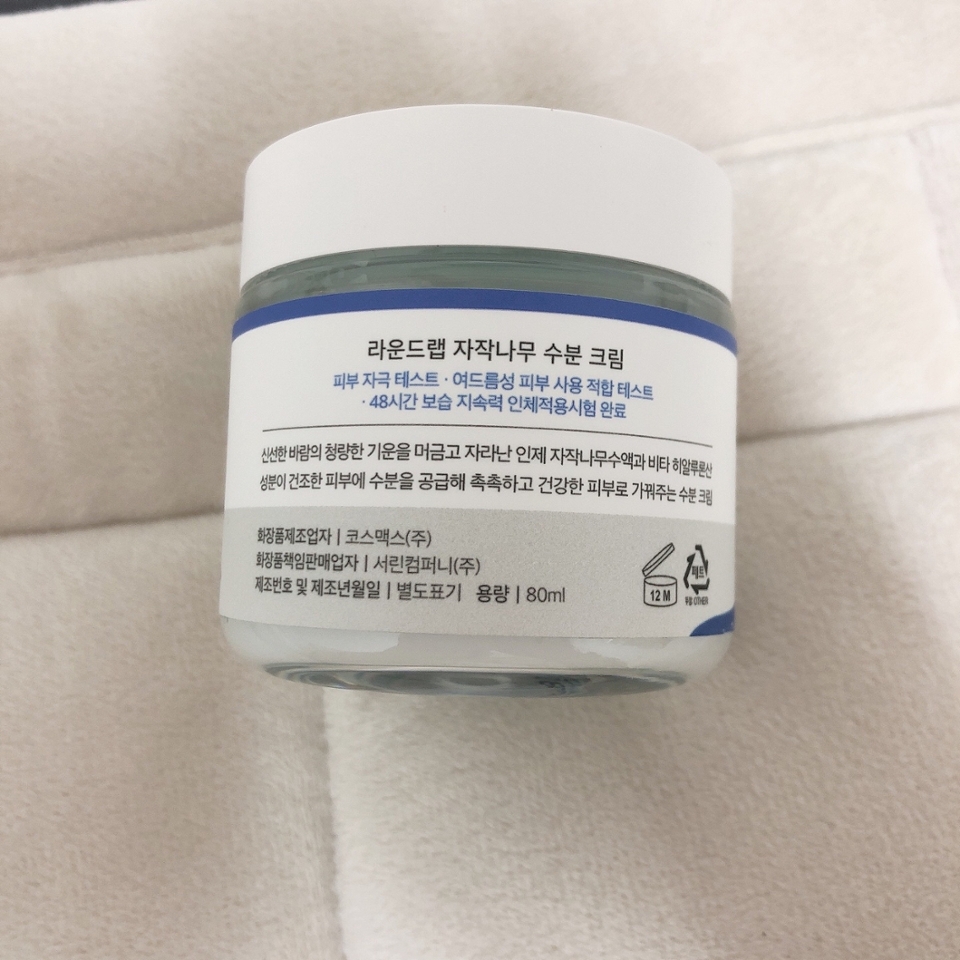 라운드랩 자작나무 수분 크림
피부 자극 테스트 · 여드름성 피부 사용 적합 테스트
· 48시간 보습 지속력 인체적용시험 완료
신선한 바람의 청량한 기운을 머금고 자라난 인제 자작나무수액과 비타 히알루론산
성분이 건조한 피부에 수분을 공급해 촉촉하고 건강한 피부로 가꿔주는 수분 크림
화장품제조업자 | 코스맥스(주)
화장품책임판매업자 | 서린컴퍼니(주)
제조번호 및 제조년월일 | 별도표기 용량 | 80ml
12 M
페트
뚜껑: OTHER